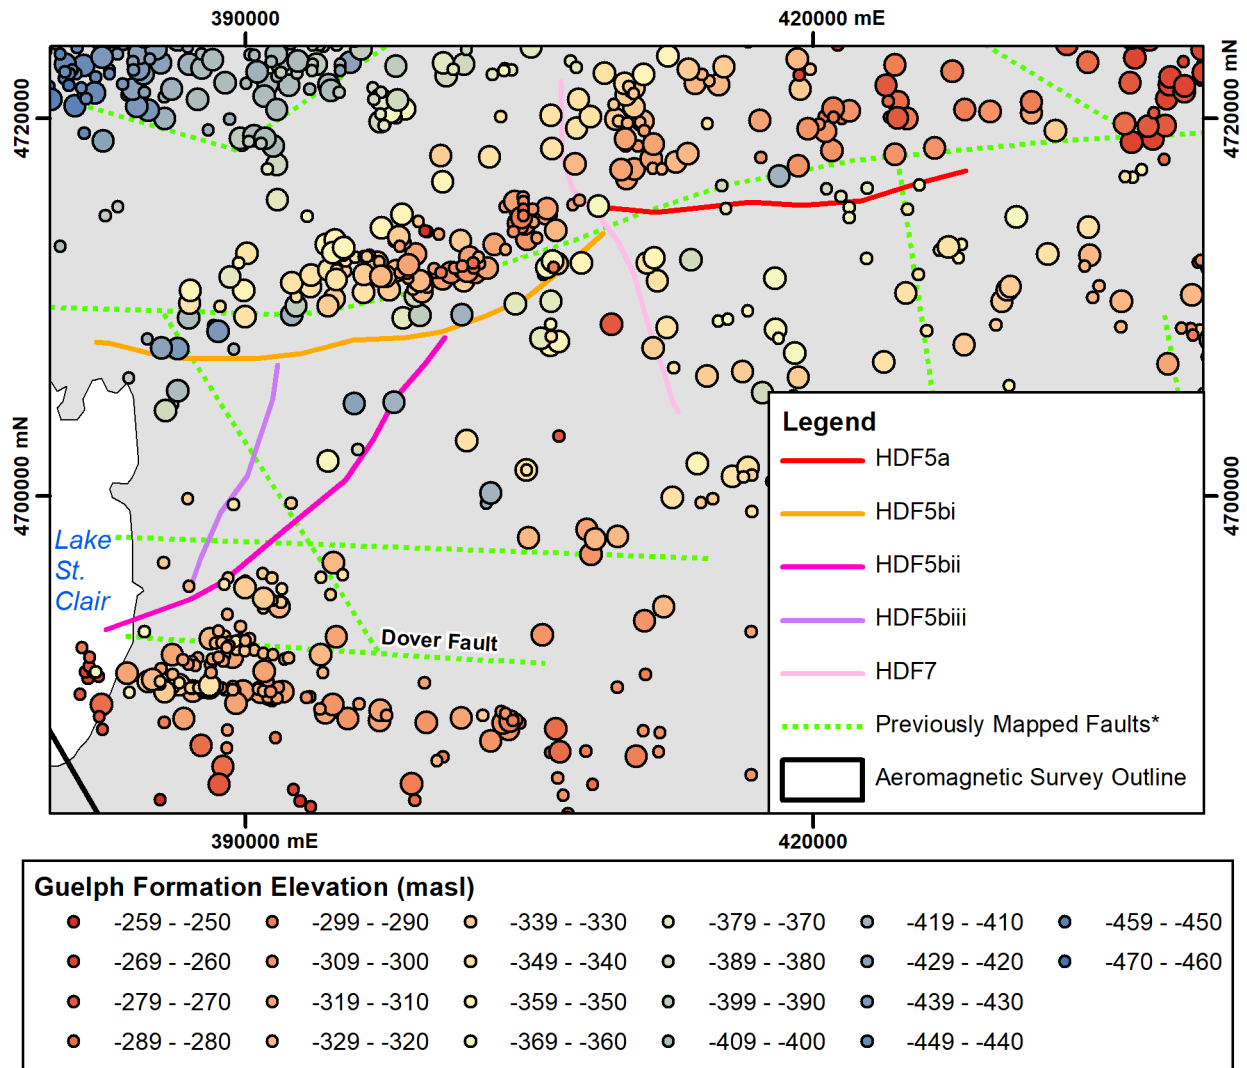 390000
420000 mE
4720000
4720000 mN
4700000 mN
4700000
Lake
St.
Clair
Dover Fault
Legend
HDF5a
HDF5bi
HDF5bii
HDF5biii
HDF7
Previously Mapped Faults*
Aeromagnetic Survey Outline
390000 mE
420000
Guelph Formation Elevation (masl)
-259 - -250 -299 - -290 -339 - -330 -379 - -370 -419 - -410 -459 - -450
-269 - -260 -309 - -300 -349 - -340 -389 - -380 -429 - -420 -470 - -460
-279 - -270 -319 - -310 -359 - -350 -399 - -390 -439 - -430
-289 - -280 -329 - -320 -369 - -360 -409 - -400 -449 - -440